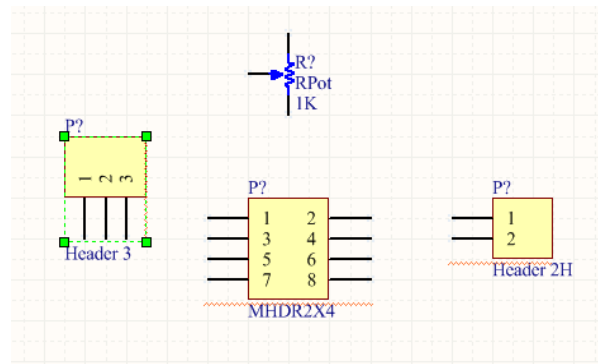 R?
RPot
1K
P?
1 2 3
Header 3
P?
1 2
3 4
5 6
7 8
MHDR2X4
P?
1
2
Header 2H